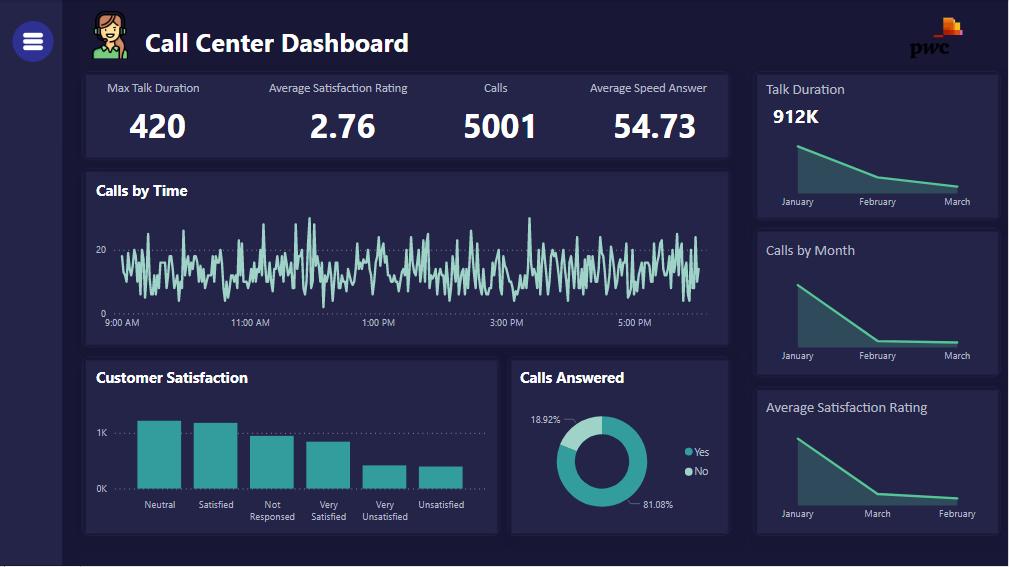 Call Center Dashboard
pwc
Max Talk Duration
420
Average Satisfaction Rating
2.76
Calls
5001
Average Speed Answer
54.73
Talk Duration
912K
January February March
Calls by Time
20
0
9:00 AM 11:00 AM 1:00 PM 3:00 PM 5:00 PM
Calls by Month
January February March
Customer Satisfaction
1K
0K
Neutral
Satisfied
Not
Responsed
Very
Satisfied
Very
Unsatisfied
Unsatisfied
Calls Answered
18.92%
81.08%
Yes
No
Average Satisfaction Rating
January March February